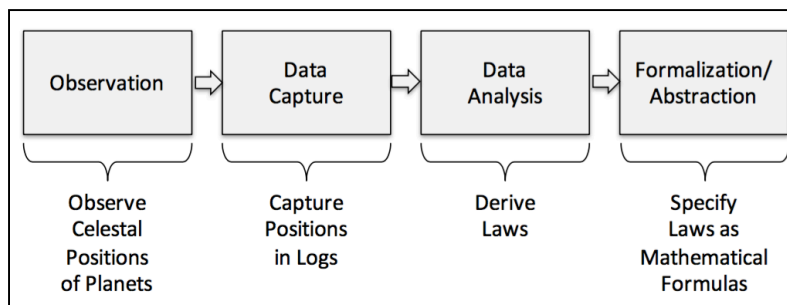 Observation
Data
Capture
Data
Analysis
Formalization/
Abstraction
Observe
Celestal
Positions
of Planets
Capture
Positions
in Logs
Derive
Laws
Specify
Laws as
Mathematical
Formulas